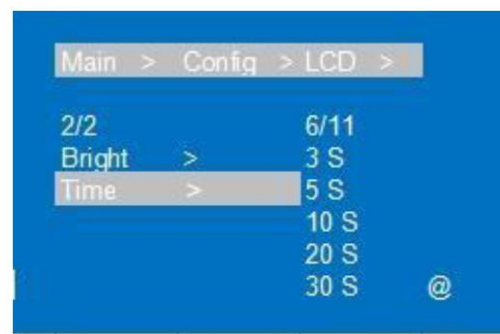 Main > Config > LCD >
2/2 6/11
Bright > 3 S
Time > 5 S
10 S
20 S
30 S @